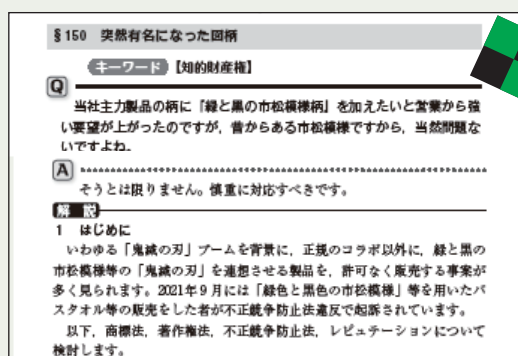 §150 突然有名になった図柄
キーワード 【知的財産権】
Q
当社主力製品の柄に「緑と黒の市松模様柄」を加えたいと営業から強
い要望が上がったのですが,昔からある市松模様ですから,当然問題な
いですよね。
A
そうとは限りません。慎重に対応すべきです。
解 説
1 はじめに
いわゆる「鬼滅の刃」ブームを背景に,正規のコラボ以外に,緑と黒の
市松模様等の「鬼滅の刃」を連想させる製品を,許可なく販売する事案が
多く見られます。2021年9月には「緑色と黒色の市松模様」等を用いたバ
スタオル等の販売をした者が不正競争防止法違反で起訴されています。
以下,商標法,著作権法,不正競争防止法,レピュテーションについて
検討します。